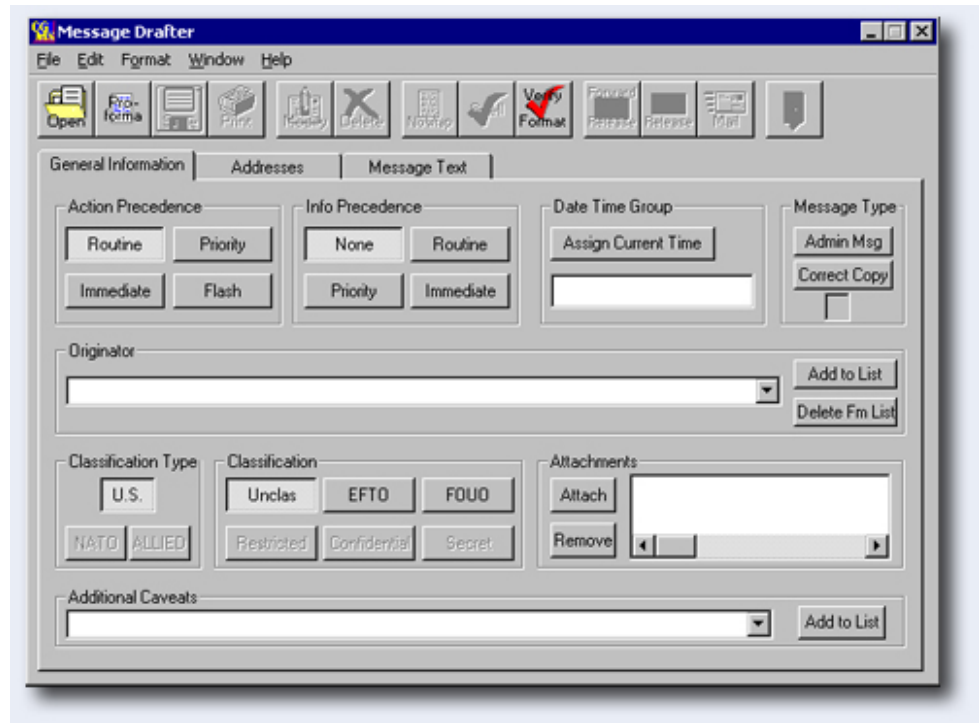 Message Drafter
File Edit Format Window Help
Open Pro-forma Print Modify Delete Verify Format Forward Release Release Mail
General Information Addresses Message Text
Action Precedence Info Precedence Date Time Group Message Type
Routine Priority None Routine Assign Current Time Admin Msg
Immediate Flash Priority Immediate Correct Copy
Originator
Add to List
Delete Fm List
Classification Type Classification Attachments
U.S. Unclas EFTO FOUO Attach
NATO ALLIED Restricted Confidential Secret Remove
Additional Caveats
Add to List